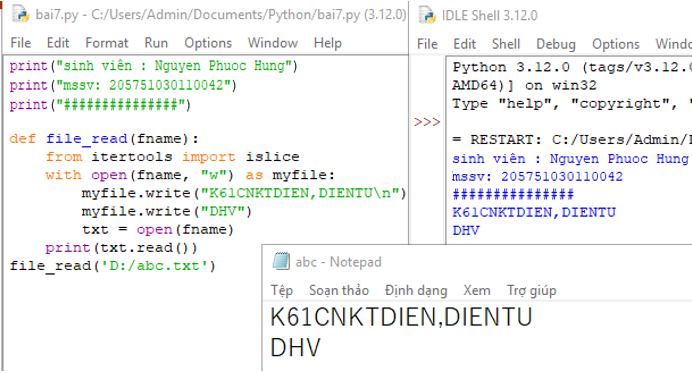 bai7.py - C:/Users/Admin/Documents/Python/bai7.py (3.12.0)
File Edit Format Run Options Window Help
print("sinh viên : Nguyen Phuoc Hung")
print("mssv: 205751030110042")
print("###############")
def file_read(fname):
    from itertools import islice
    with open(fname, "w") as myfile:
        myfile.write("K61CNKTDIEN,DIENTU\n")
        myfile.write("DHV")
        txt = open(fname)
    print(txt.read())
file_read('D:/abc.txt')
IDLE Shell 3.12.0
File Edit Shell Debug Options
Python 3.12.0 (tags/v3.12.0
AMD64)] on win32
Type "help", "copyright", "
>>>
= RESTART: C:/Users/Admin/
sinh viên : Nguyen Phuoc Hung
mssv: 205751030110042
###############
K61CNKTDIEN,DIENTU
DHV
abc - Notepad
Tệp Soạn thảo Định dạng Xem Trợ giúp
K61CNKTDIEN,DIENTU
DHV